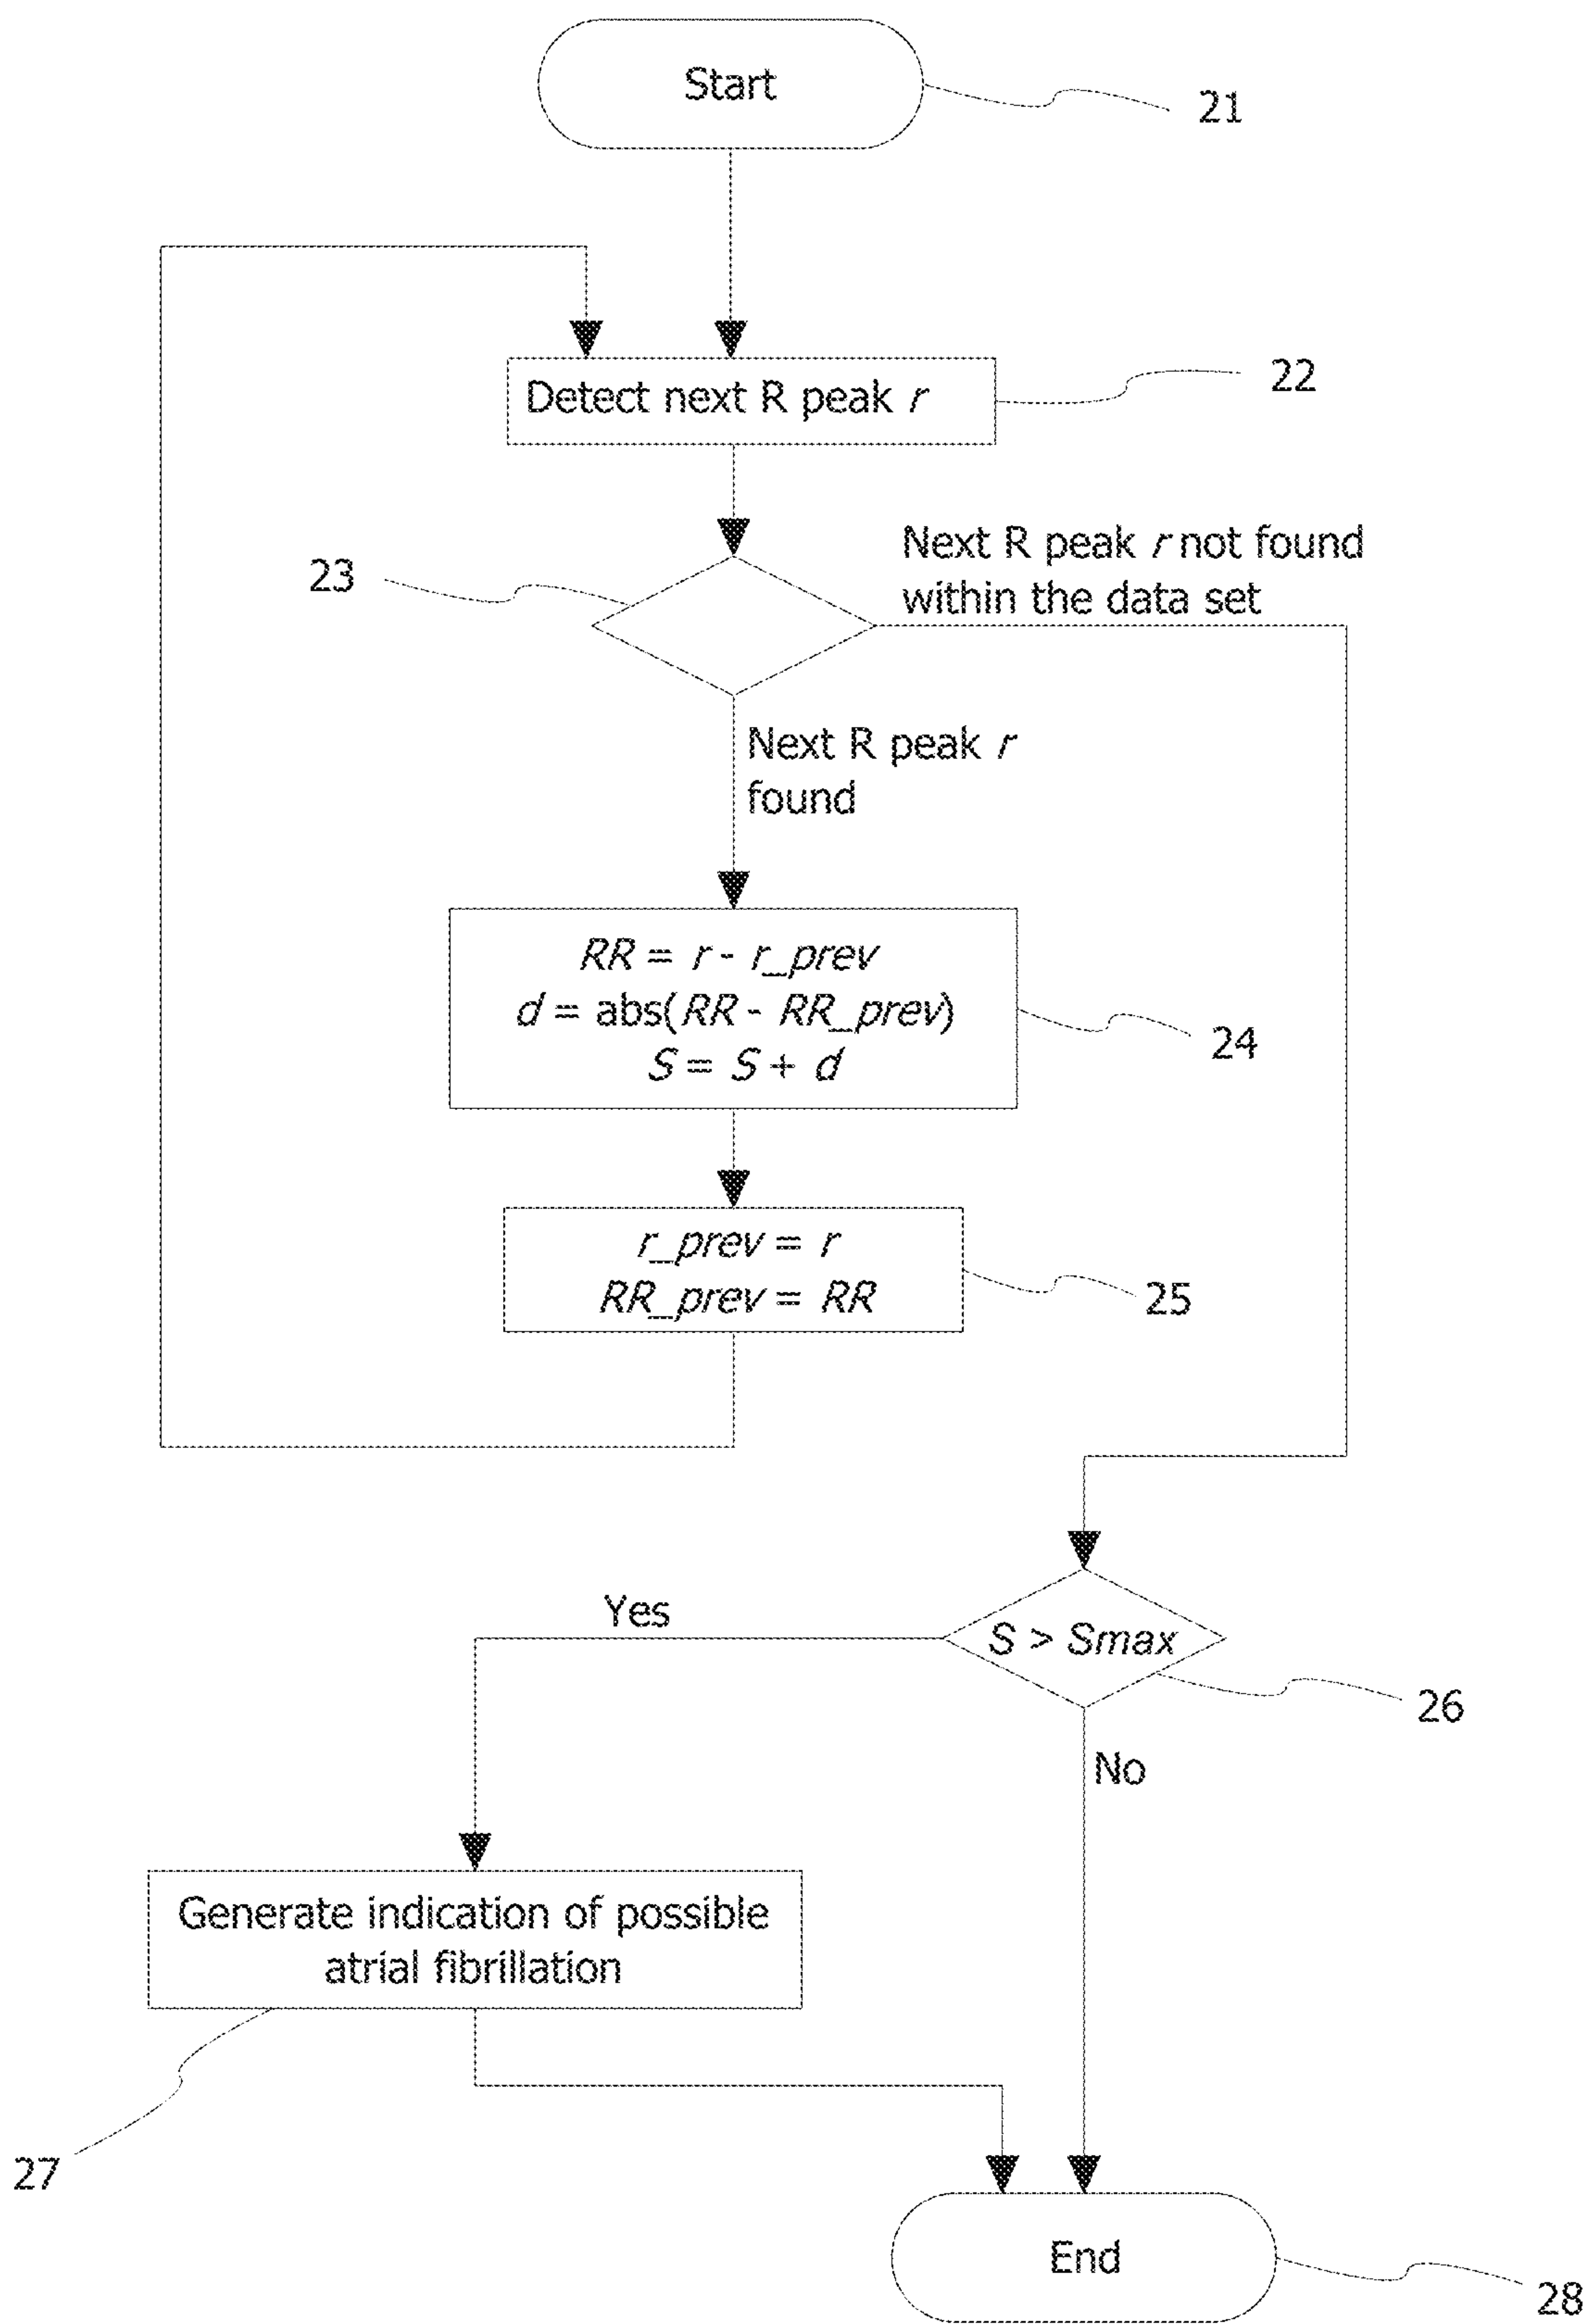 Start
21
Detect next R peak r
22
23
Next R peak r not found
within the data set
Next R peak r
found
RR = r - r_prev
d = abs(RR - RR_prev)
S = S + d
24
r_prev = r
RR_prev = RR
25
Yes
S > Smax
26
No
Generate indication of possible
atrial fibrillation
27
End
28